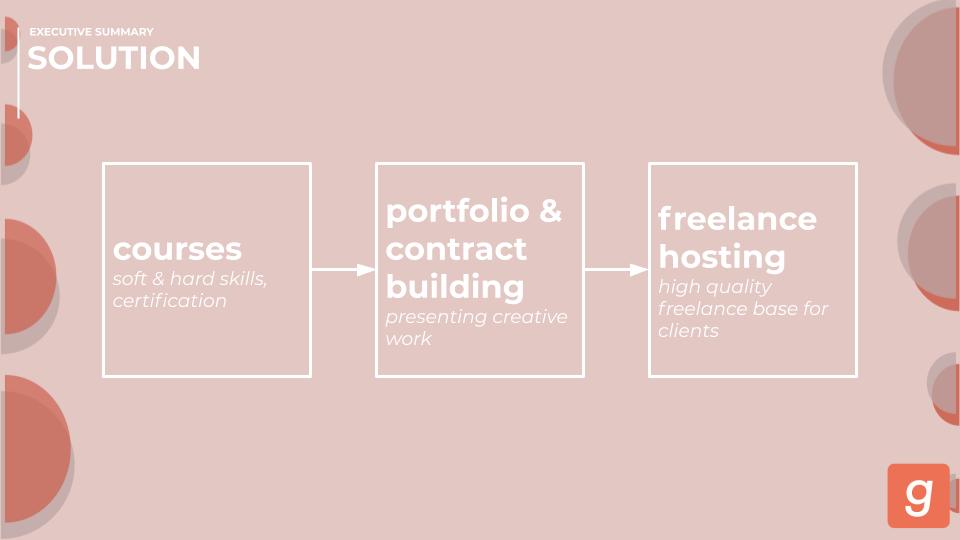 EXECUTIVE SUMMARY
SOLUTION
courses
soft & hard skills,
certification
portfolio &
contract
building
presenting creative
work
freelance
hosting
high quality
freelance base for
clients
g